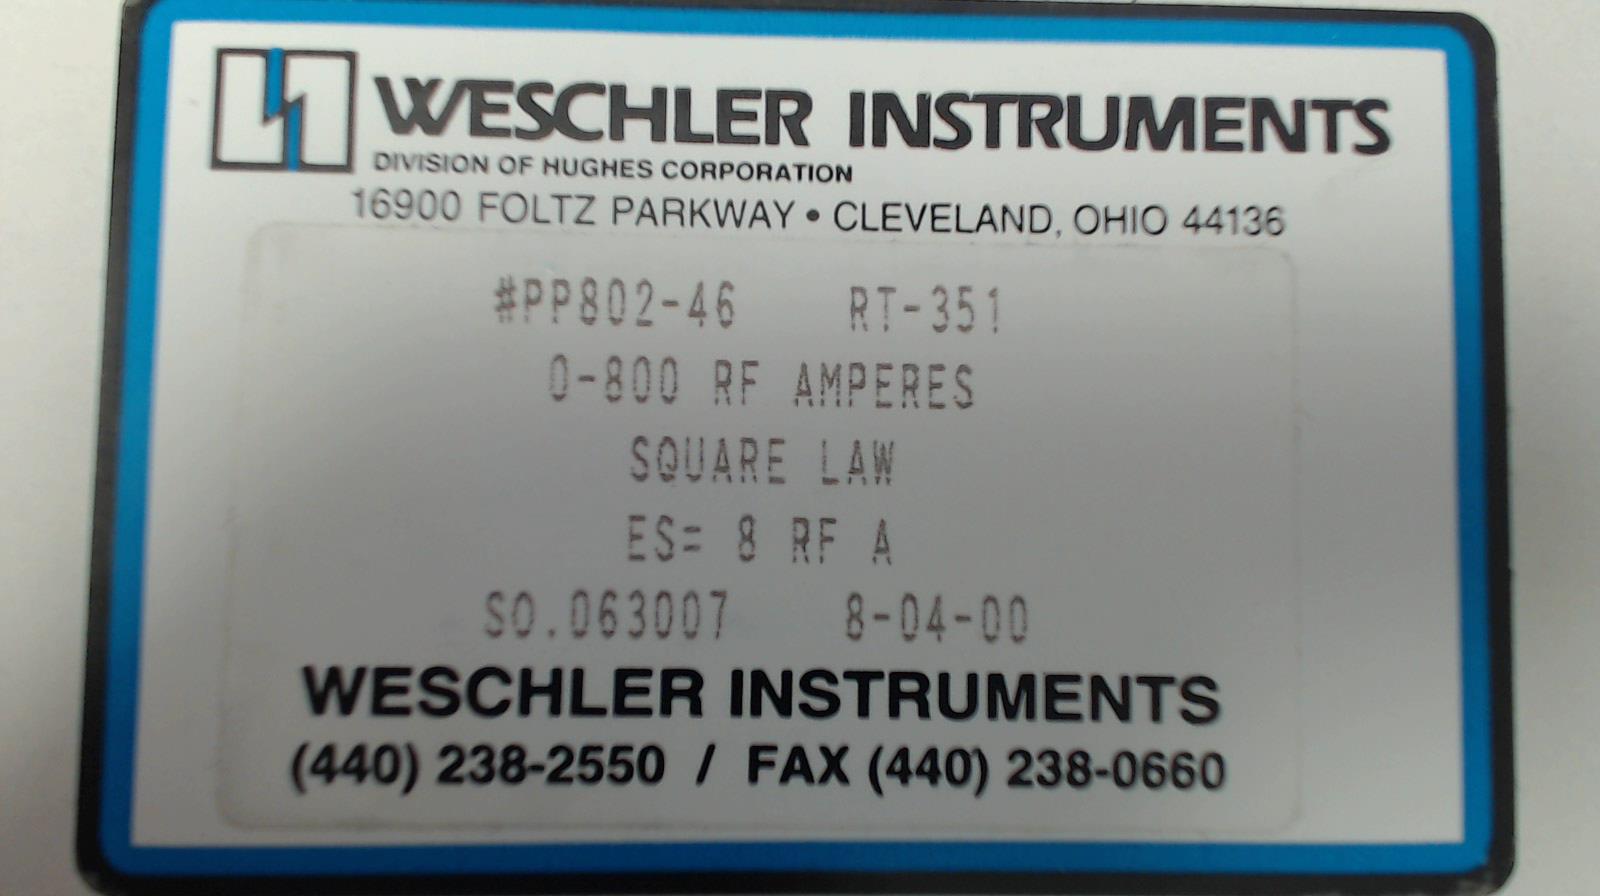 WESCHLER INSTRUMENTS
DIVISION OF HUGHES CORPORATION
16900 FOLTZ PARKWAY • CLEVELAND, OHIO 44136
#PP802-46 RT-351
0-800 RF AMPERES
SQUARE LAW
ES= 8 RF A
SO.063007 8-04-00
WESCHLER INSTRUMENTS
(440) 238-2550 / FAX (440) 238-0660